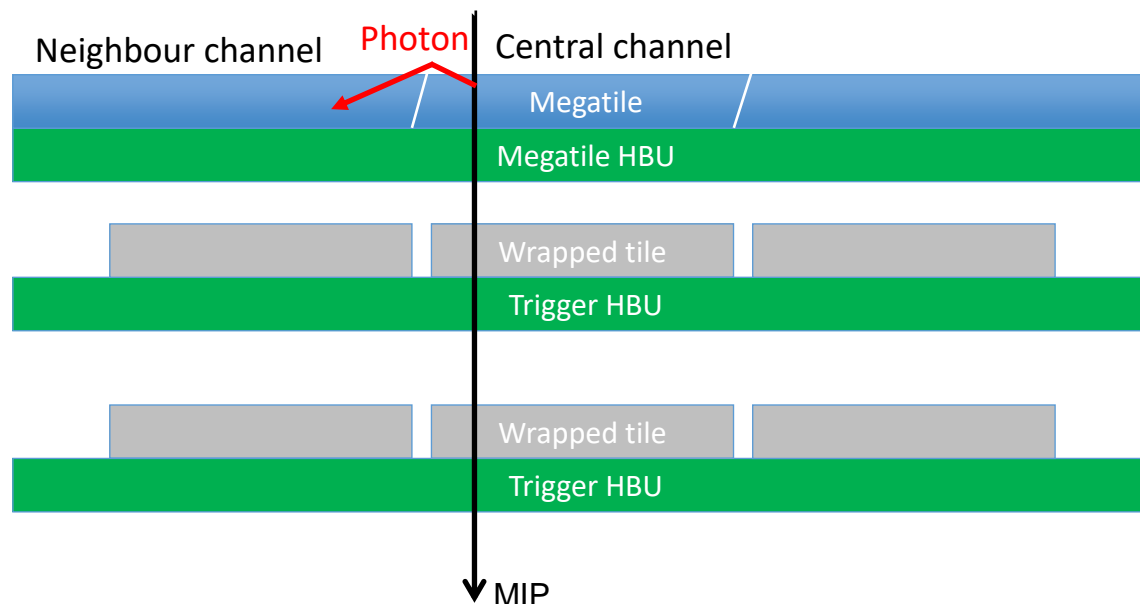 Neighbour channel
Photon
Central channel
Megatile
Megatile HBU
Wrapped tile
Trigger HBU
Wrapped tile
Trigger HBU
MIP